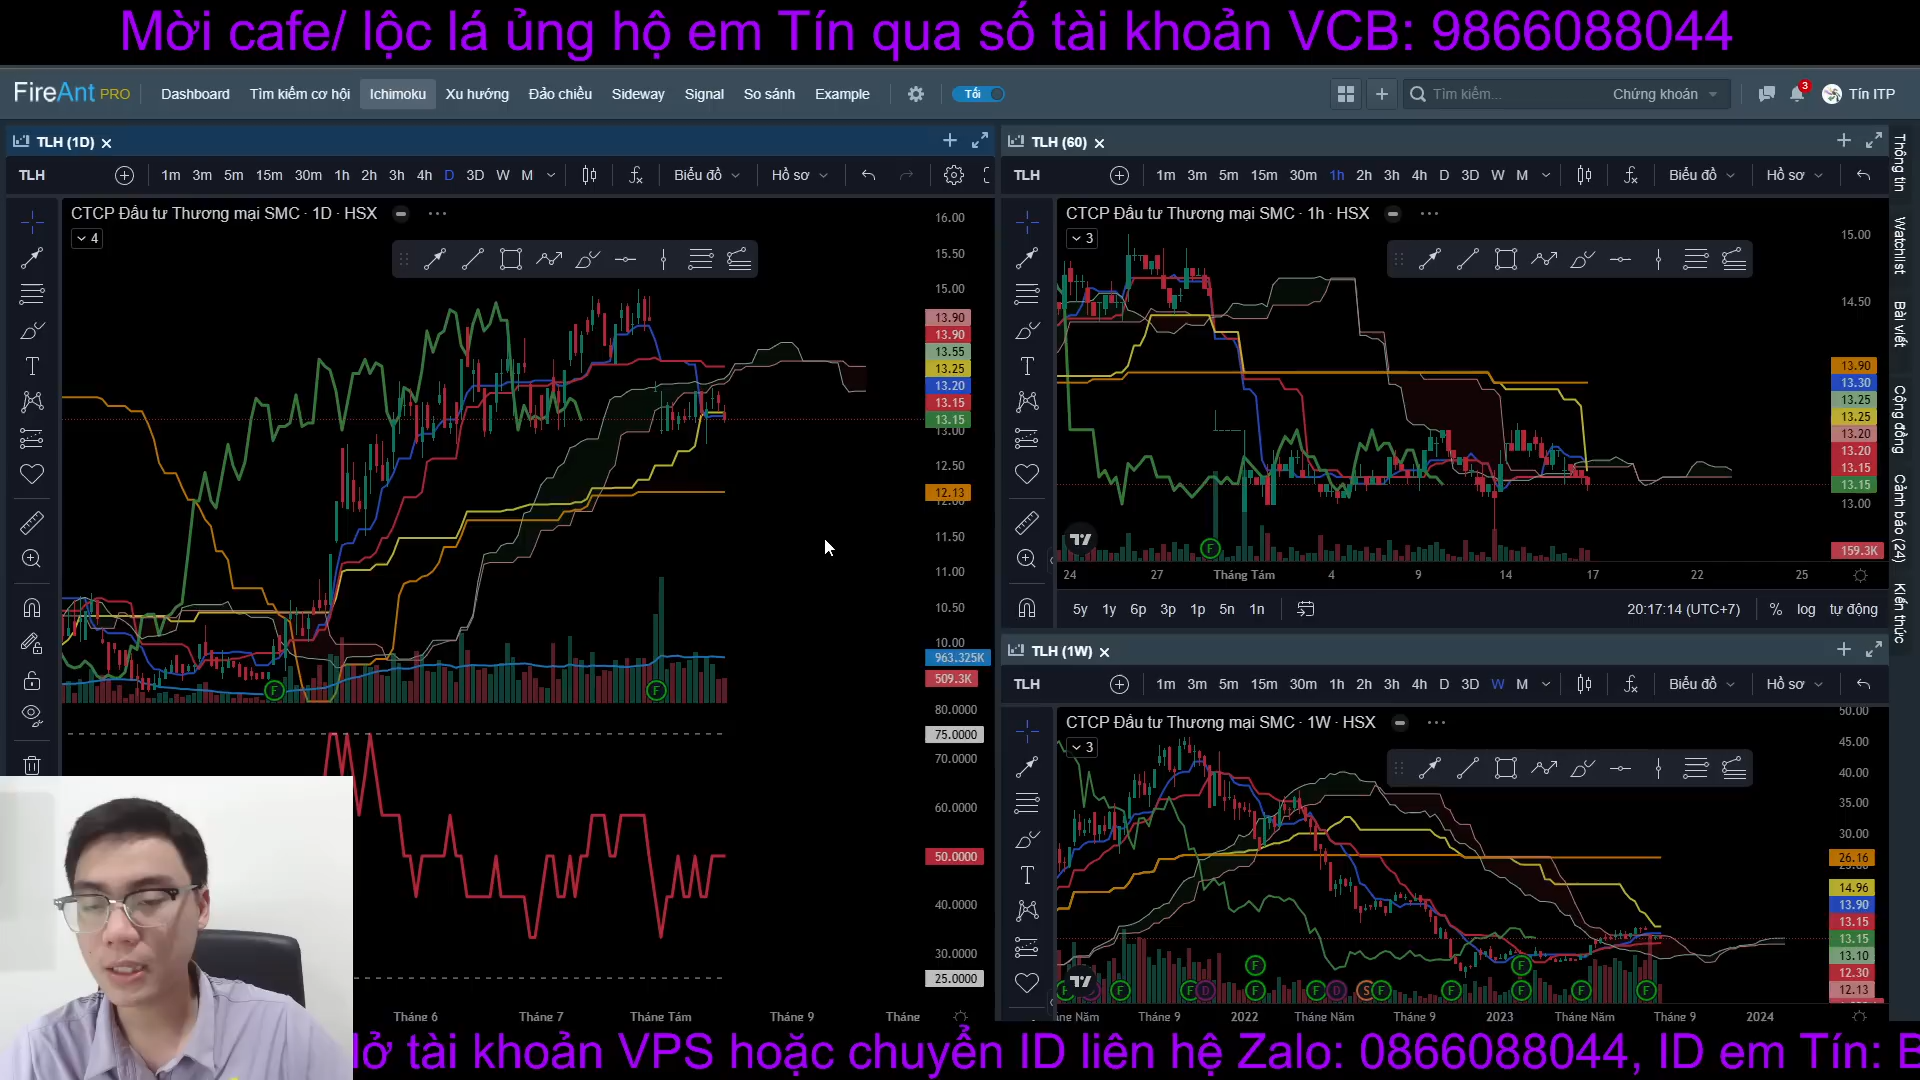 Mời cafe/ lộc lá ủng hộ em Tín qua số tài khoản VCB: 9866088044
FireAnt PRO
Dashboard Tìm kiếm cơ hội Ichimoku Xu hướng Đảo chiều Sideway Signal So sánh Example
Tối
Tìm kiếm... Chứng khoán
3
Tín ITP
TLH (1D)
TLH 1m 3m 5m 15m 30m 1h 2h 3h 4h D 3D W M Biểu đồ Hồ sơ
CTCP Đầu tư Thương mại SMC · 1D · HSX
4
16.00
15.50
15.00
13.90
13.90
13.55
13.25
13.20
13.15
13.15
13.00
12.50
12.13
12.00
11.50
11.00
10.50
10.00
963.325K
509.3K
F F
80.0000
75.0000
70.0000
60.0000
50.0000
40.0000
30.0000
25.0000
Tháng 6 Tháng 7 Tháng Tám Tháng 9 Tháng
TLH (60)
TLH 1m 3m 5m 15m 30m 1h 2h 3h 4h D 3D W M Biểu đồ Hồ sơ
CTCP Đầu tư Thương mại SMC · 1h · HSX
3
15.00
14.50
13.90
13.30
13.25
13.25
13.20
13.20
13.15
13.15
13.00
159.3K
F
24 27 Tháng Tám 4 9 14 17 22 25
5y 1y 6p 3p 1p 5n 1n
20:17:14 (UTC+7) % log tự động
TLH (1W)
TLH 1m 3m 5m 15m 30m 1h 2h 3h 4h D 3D W M Biểu đồ Hồ sơ
CTCP Đầu tư Thương mại SMC · 1W · HSX
3
50.00
45.00
40.00
35.00
30.00
26.16
14.96
13.90
13.15
13.15
13.10
12.30
12.13
F F
F F D F F D S F F F F F
ng Năm Tháng 9 2022 Tháng Năm Tháng 9 2023 Tháng Năm Tháng 9 2024
Thông tin
Watchlist
Bài viết
Cộng đồng
Cảnh báo (24)
Kiến thức
lở tài khoản VPS hoặc chuyển ID liên hệ Zalo: 0866088044, ID em Tín: B